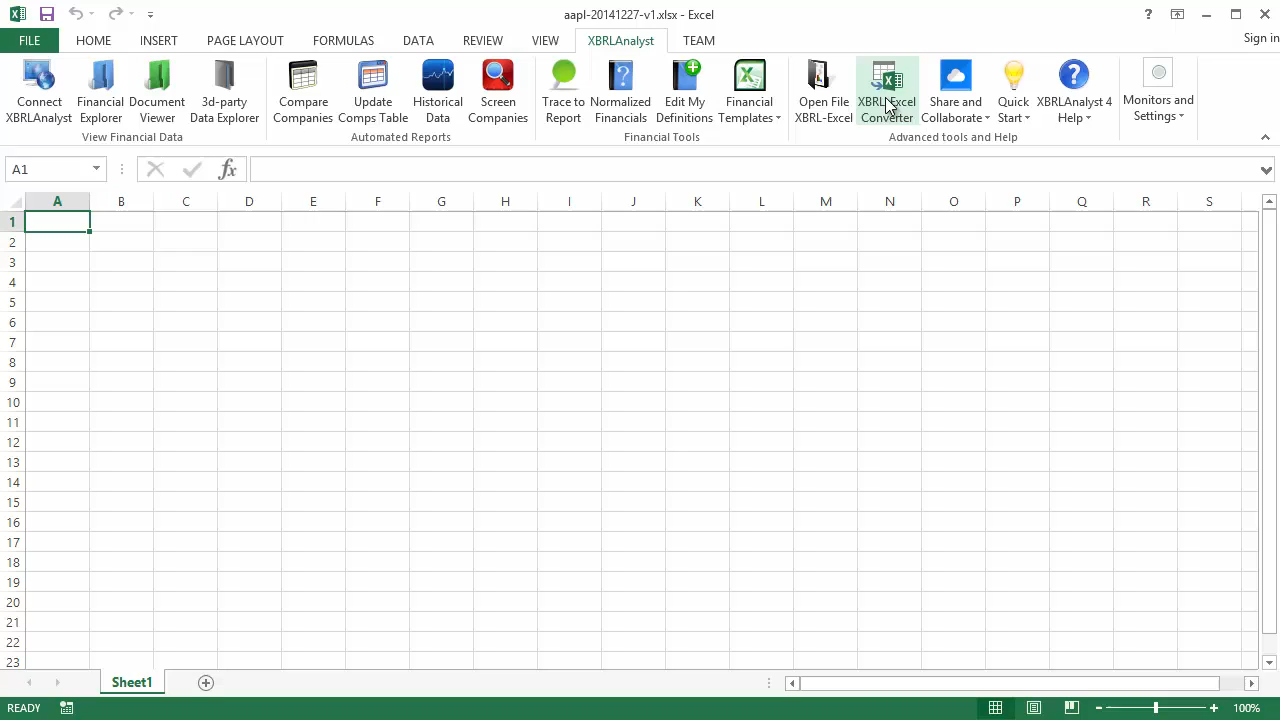 aapl-20141227-v1.xlsx - Excel
FILE HOME INSERT PAGE LAYOUT FORMULAS DATA REVIEW VIEW XBRLAnalyst TEAM Sign in
Connect XBRLAnalyst
Financial Explorer
Document Viewer
3d-party Data Explorer
View Financial Data
Compare Companies
Update Comps Table
Historical Data
Screen Companies
Automated Reports
Trace to Report
Normalized Financials
Edit My Definitions
Financial Templates
Financial Tools
Open File XBRL-Excel
XBRL-Excel Converter
Share and Collaborate
Quick Start
XBRLAnalyst 4 Help
Advanced tools and Help
Monitors and Settings
A1 fx
A B C D E F G H I J K L M N O P Q R S
1
2
3
4
5
6
7
8
9
10
11
12
13
14
15
16
17
18
19
20
21
22
23
Sheet1
READY 100%